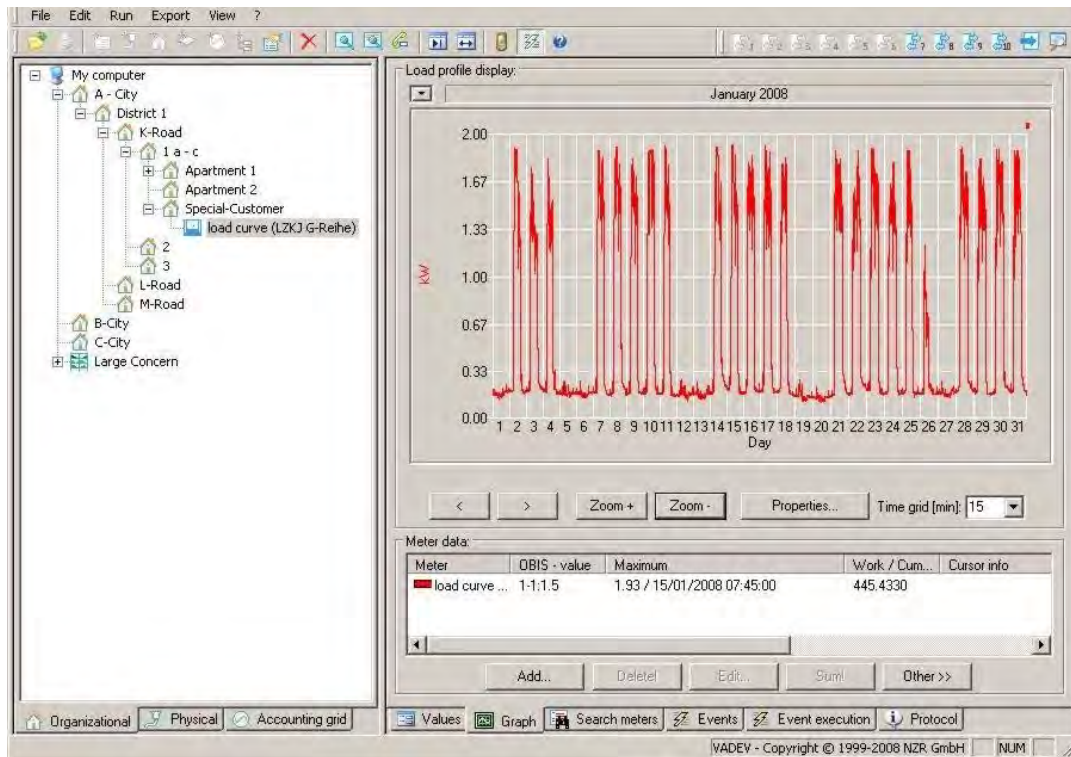 File Edit Run Export View ?
My computer
A - City
District 1
K-Road
1 a - c
Apartment 1
Apartment 2
Special-Customer
load curve (LZKJ G-Reihe)
2
3
L-Road
M-Road
B-City
C-City
Large Concern
Organizational Physical Accounting grid
Load profile display:
January 2008
2.00
1.67
1.33
1.00
0.67
0.33
0.00
kW
1 2 3 4 5 6 7 8 9 10 11 12 13 14 15 16 17 18 19 20 21 22 23 24 25 26 27 28 29 30 31
Day
< > Zoom + Zoom - Properties... Time grid [min]: 15
Meter data:
Meter OBIS - value Maximum Work / Cum... Cursor info
load curve ... 1-1:1.5 1.93 / 15/01/2008 07:45:00 445.4330
Add... Delete! Edit... Sum! Other >>
Values Graph Search meters Events Event execution Protocol
VADEV - Copyright © 1999-2008 NZR GmbH NUM